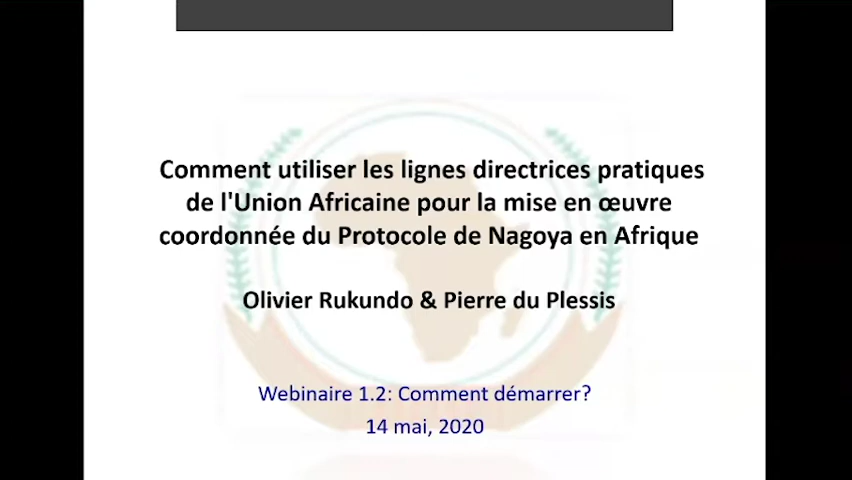 Comment utiliser les lignes directrices pratiques
de l'Union Africaine pour la mise en œuvre
coordonnée du Protocole de Nagoya en Afrique
Olivier Rukundo & Pierre du Plessis
Webinaire 1.2: Comment démarrer?
14 mai, 2020